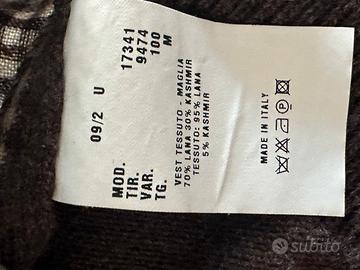 09/2 U
MOD. 17341
TIR. 9474
VAR. 100
TG. M
VEST TESSUTO - MAGLIA
70% LANA 30% KASHMIR
TESSUTO: 95% LANA
5% KASHMIR
MADE IN ITALY
P
subito